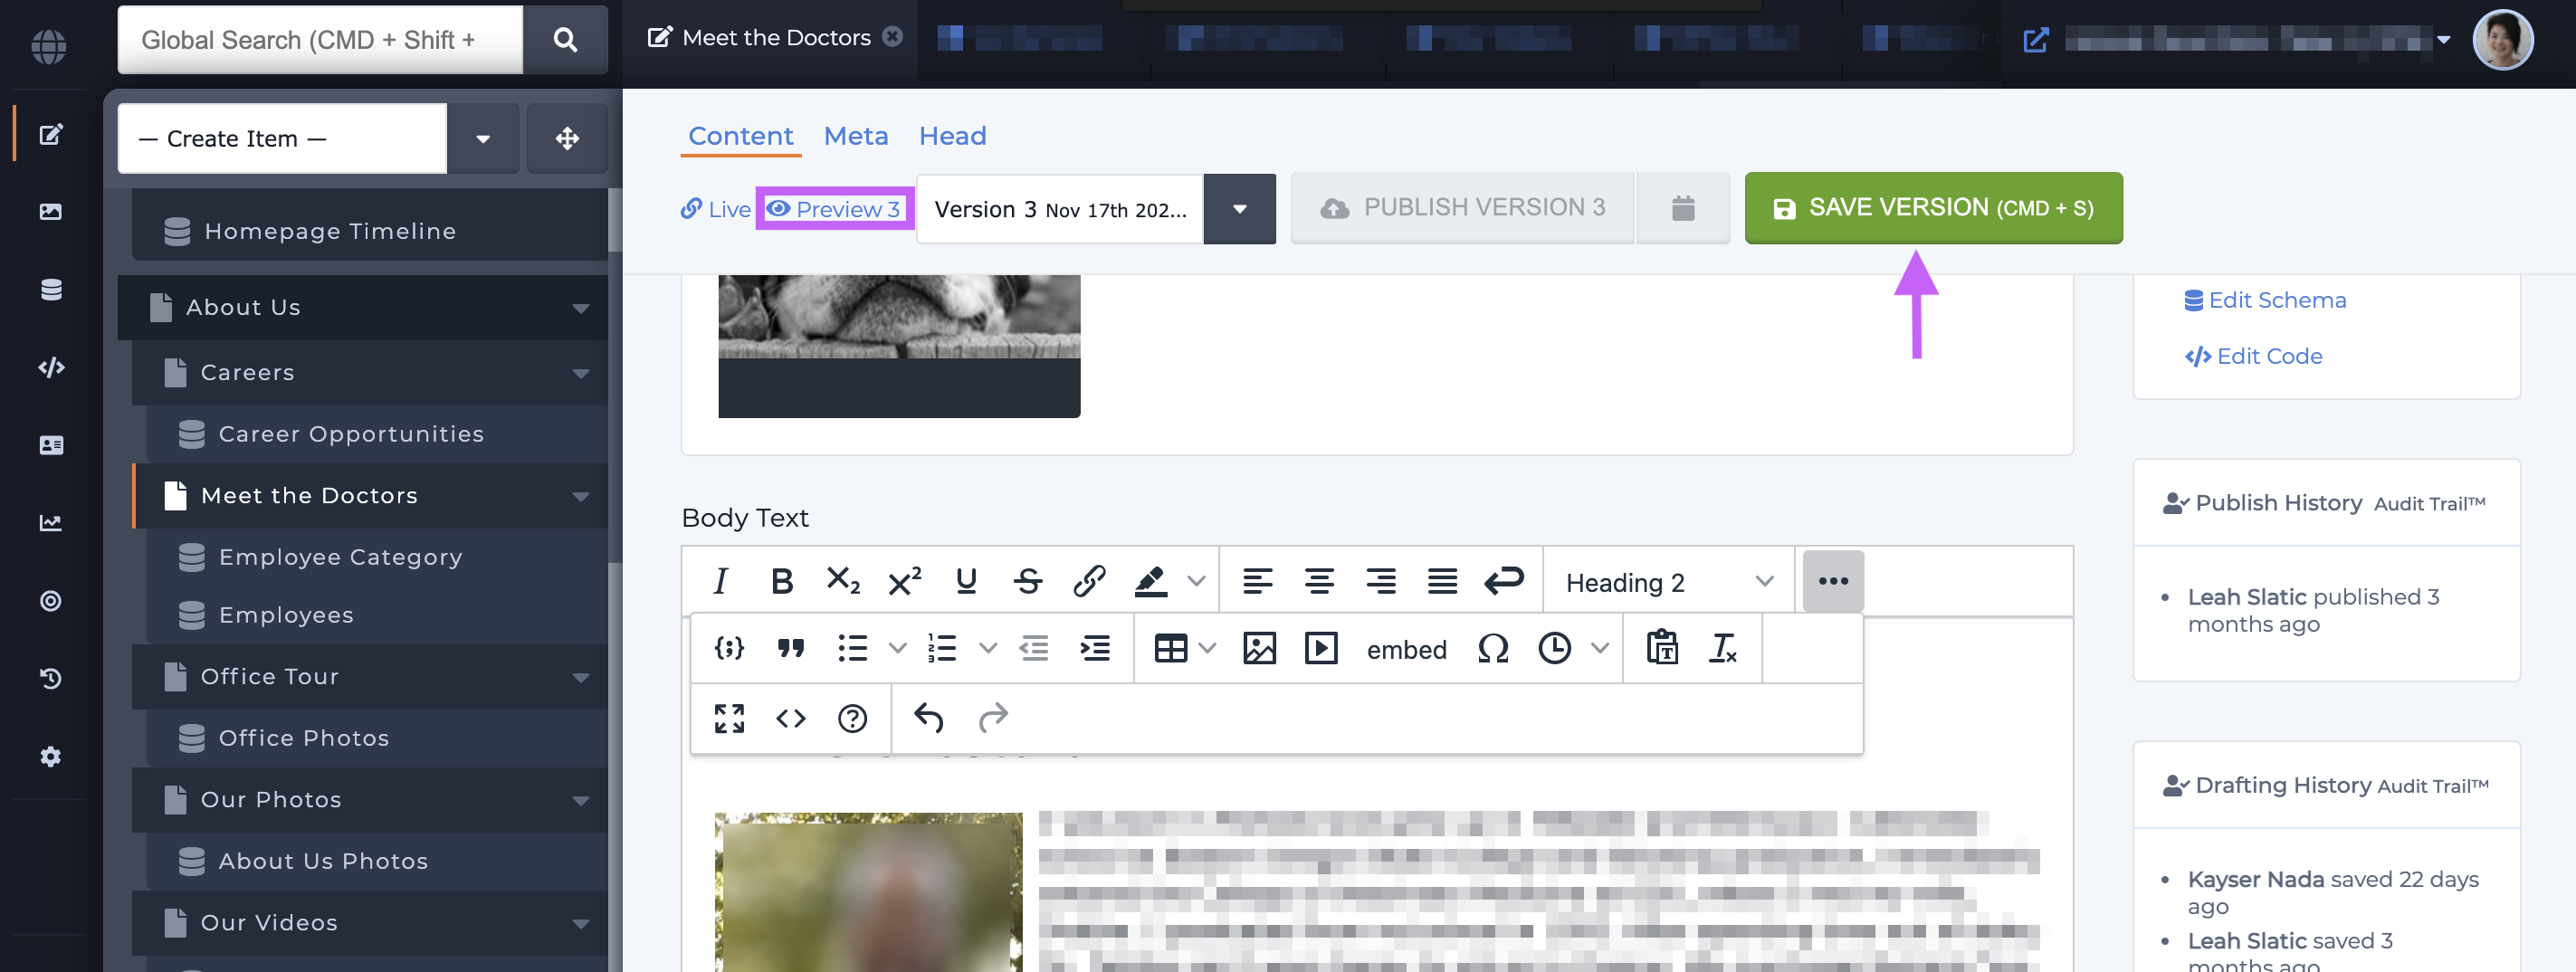 Global Search (CMD + Shift +
Meet the Doctors
— Create Item —
Homepage Timeline
About Us
Careers
Career Opportunities
Meet the Doctors
Employee Category
Employees
Office Tour
Office Photos
Our Photos
About Us Photos
Our Videos
Content Meta Head
Live Preview 3 Version 3 Nov 17th 202... PUBLISH VERSION 3 SAVE VERSION (CMD + S)
Body Text
Heading 2
embed
Edit Schema
Edit Code
Publish History Audit Trail™
• Leah Slatic published 3
months ago
Drafting History Audit Trail™
• Kayser Nada saved 22 days
ago
• Leah Slatic saved 3
months ago